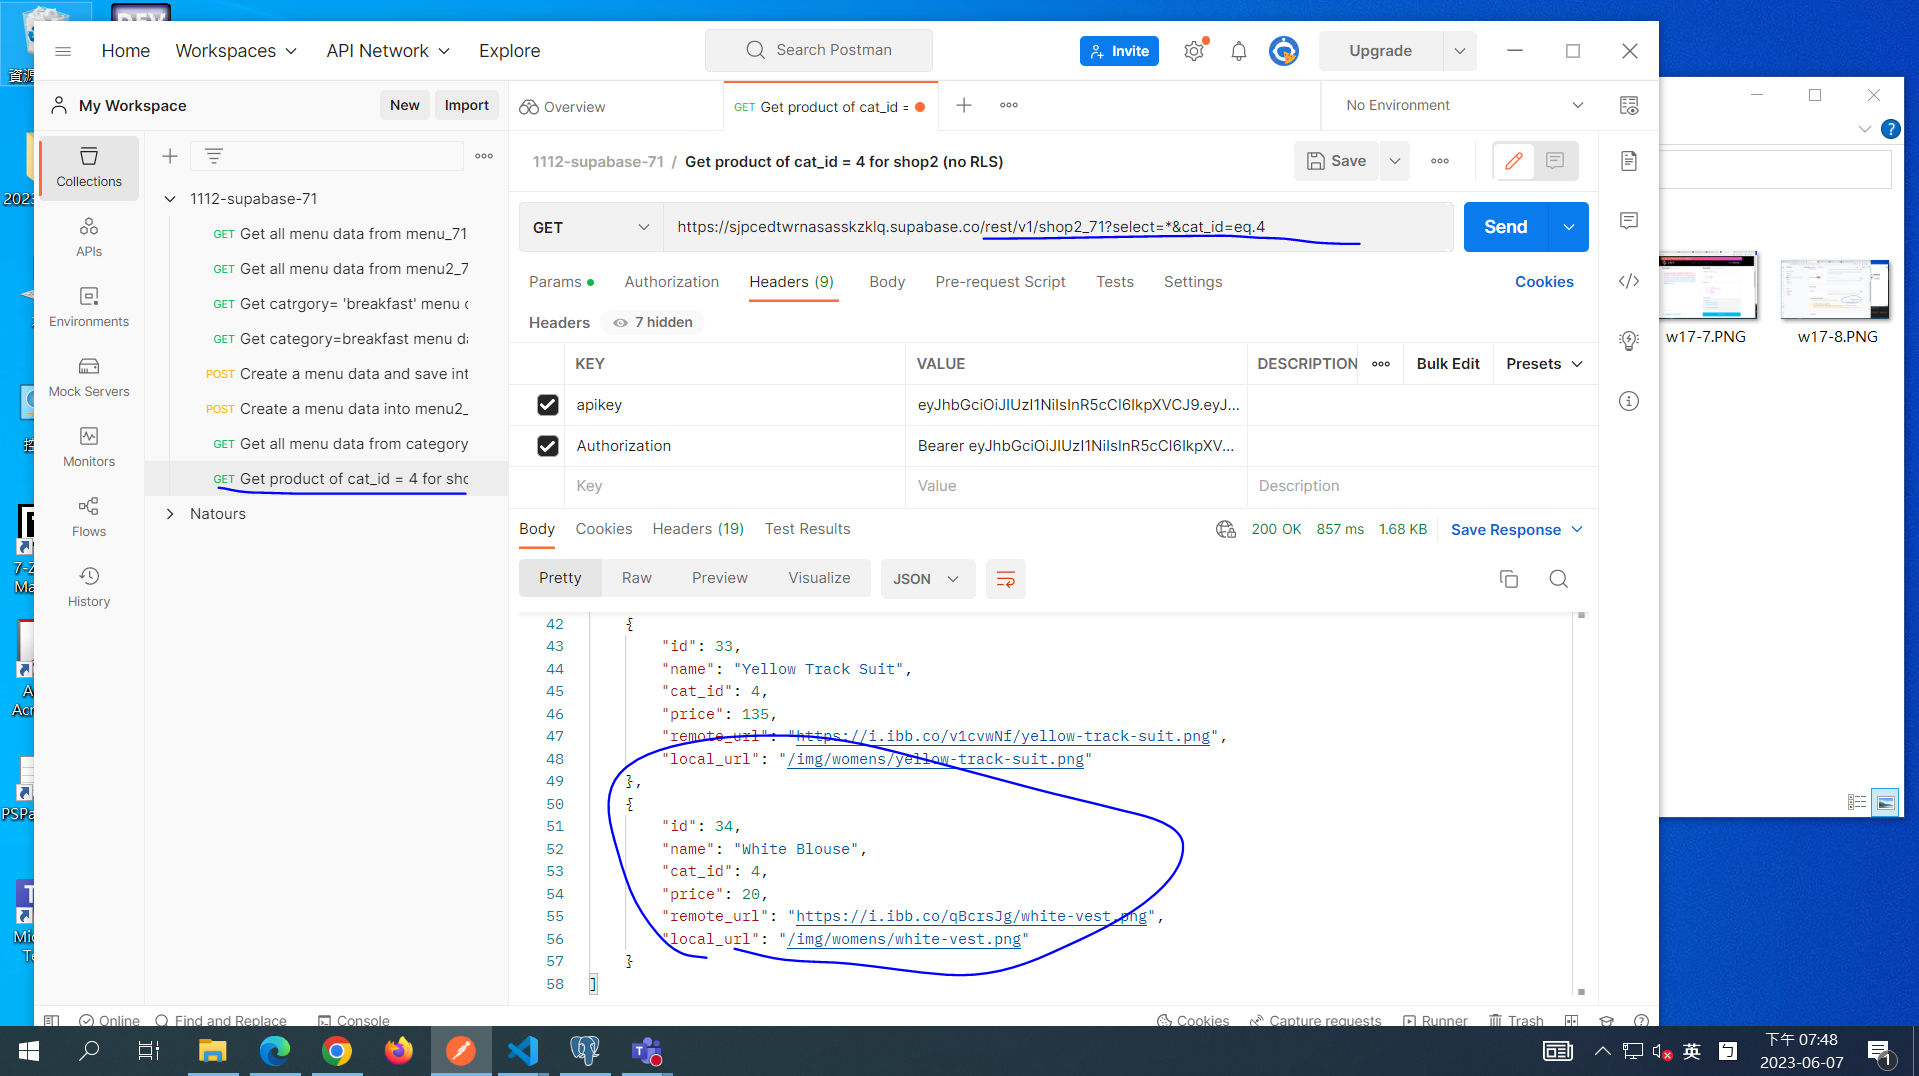 Home Workspaces API Network Explore Search Postman Invite Upgrade
My Workspace New Import Overview GET Get product of cat_id = No Environment
1112-supabase-71 / Get product of cat_id = 4 for shop2 (no RLS) Save
GET https://sjpcedtwrnasasskzklq.supabase.co/rest/v1/shop2_71?select=*&cat_id=eq.4 Send
Params Authorization Headers (9) Body Pre-request Script Tests Settings Cookies
Headers 7 hidden
KEY VALUE DESCRIPTION Bulk Edit Presets
apikey eyJhbGciOiJIUzI1NiIsInR5cCI6IkpXVCJ9.eyJ...
Authorization Bearer eyJhbGciOiJIUzI1NiIsInR5cCI6IkpXV...
Key Value Description
Collections
APIs
Environments
Mock Servers
Monitors
Flows
History
1112-supabase-71
GET Get all menu data from menu_71
GET Get all menu data from menu2_7
GET Get catrgory= 'breakfast' menu
GET Get category=breakfast menu
POST Create a menu data and save int
POST Create a menu data into menu2_
GET Get all menu data from category
GET Get product of cat_id = 4 for
Natours
Body Cookies Headers (19) Test Results 200 OK 857 ms 1.68 KB Save Response
Pretty Raw Preview Visualize JSON
42 {
43 "id": 33,
44 "name": "Yellow Track Suit",
45 "cat_id": 4,
46 "price": 135,
47 "remote_url": "https://i.ibb.co/v1cvwNf/yellow-track-suit.png",
48 "local_url": "/img/womens/yellow-track-suit.png"
49 },
50 {
51 "id": 34,
52 "name": "White Blouse",
53 "cat_id": 4,
54 "price": 20,
55 "remote_url": "https://i.ibb.co/qBcrsJg/white-vest.png",
56 "local_url": "/img/womens/white-vest.png"
57 }
58 ]
Online Find and Replace Console Cookies Capture requests Runner Trash
w17-7.PNG w17-8.PNG
英 下午 07:48
2023-06-07
1